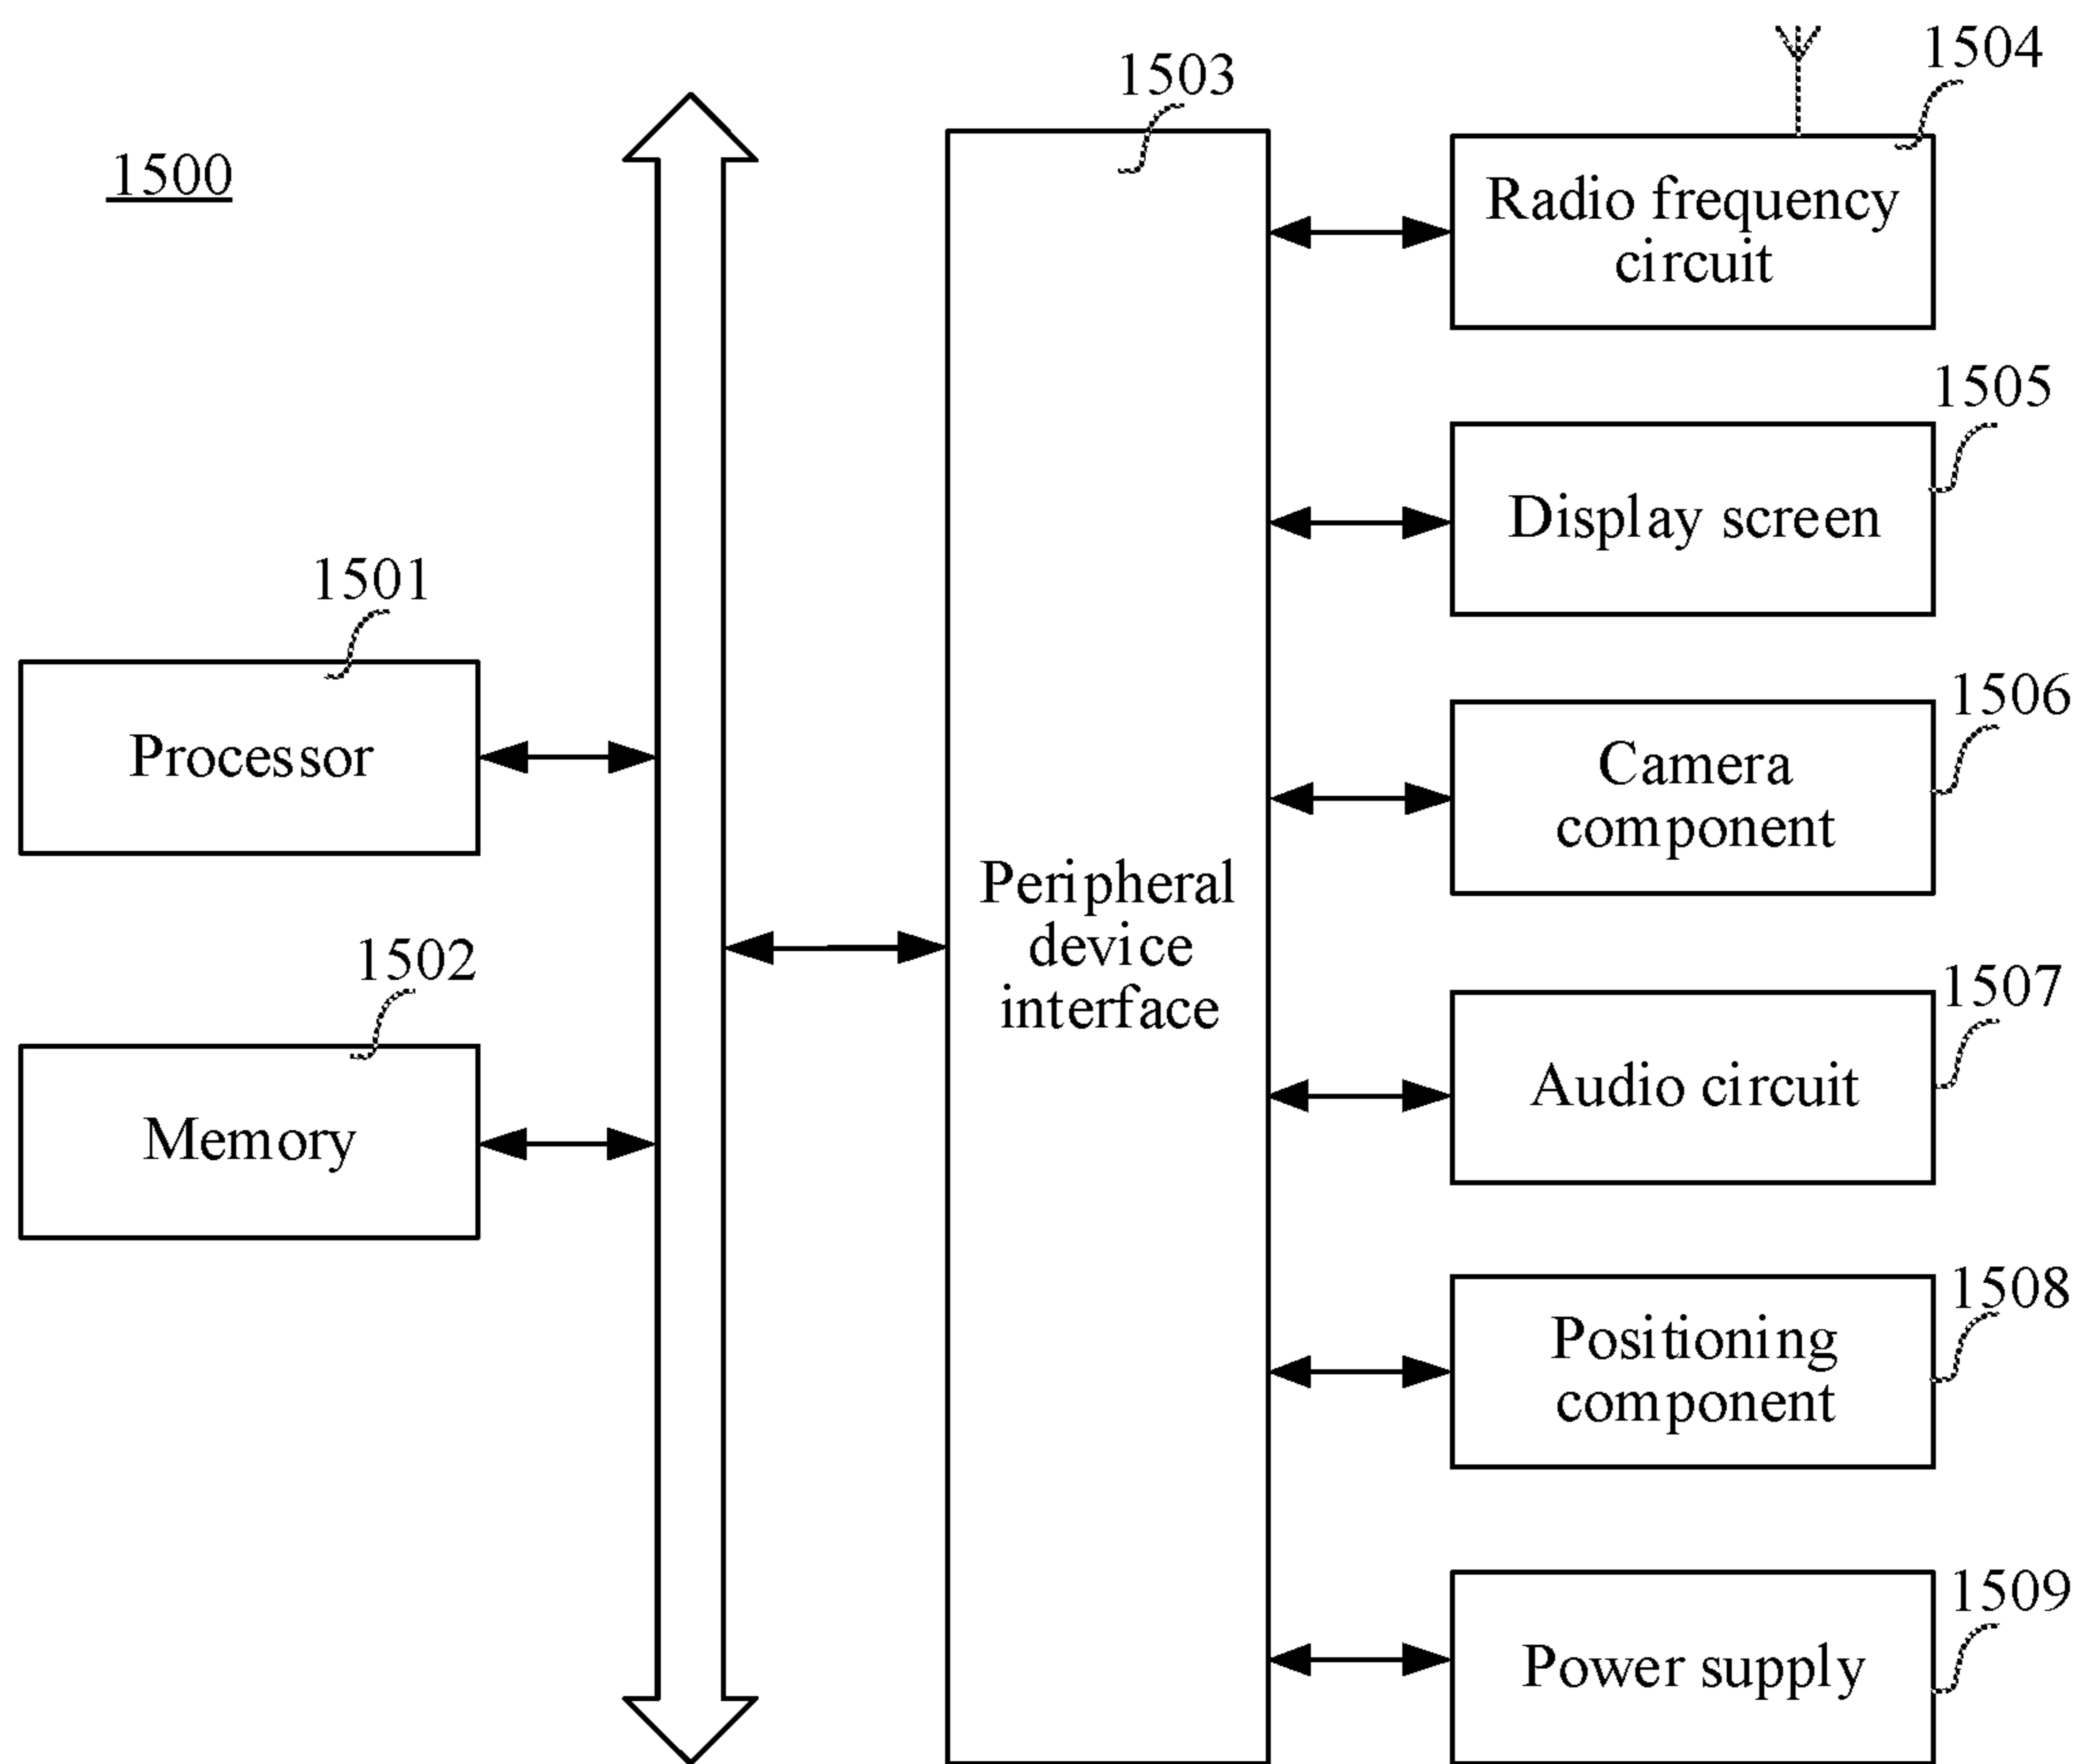 1500
1501
Processor
1502
Memory
1503
Peripheral
device
interface
1504
Radio frequency
circuit
1505
Display screen
1506
Camera
component
1507
Audio circuit
1508
Positioning
component
1509
Power supply